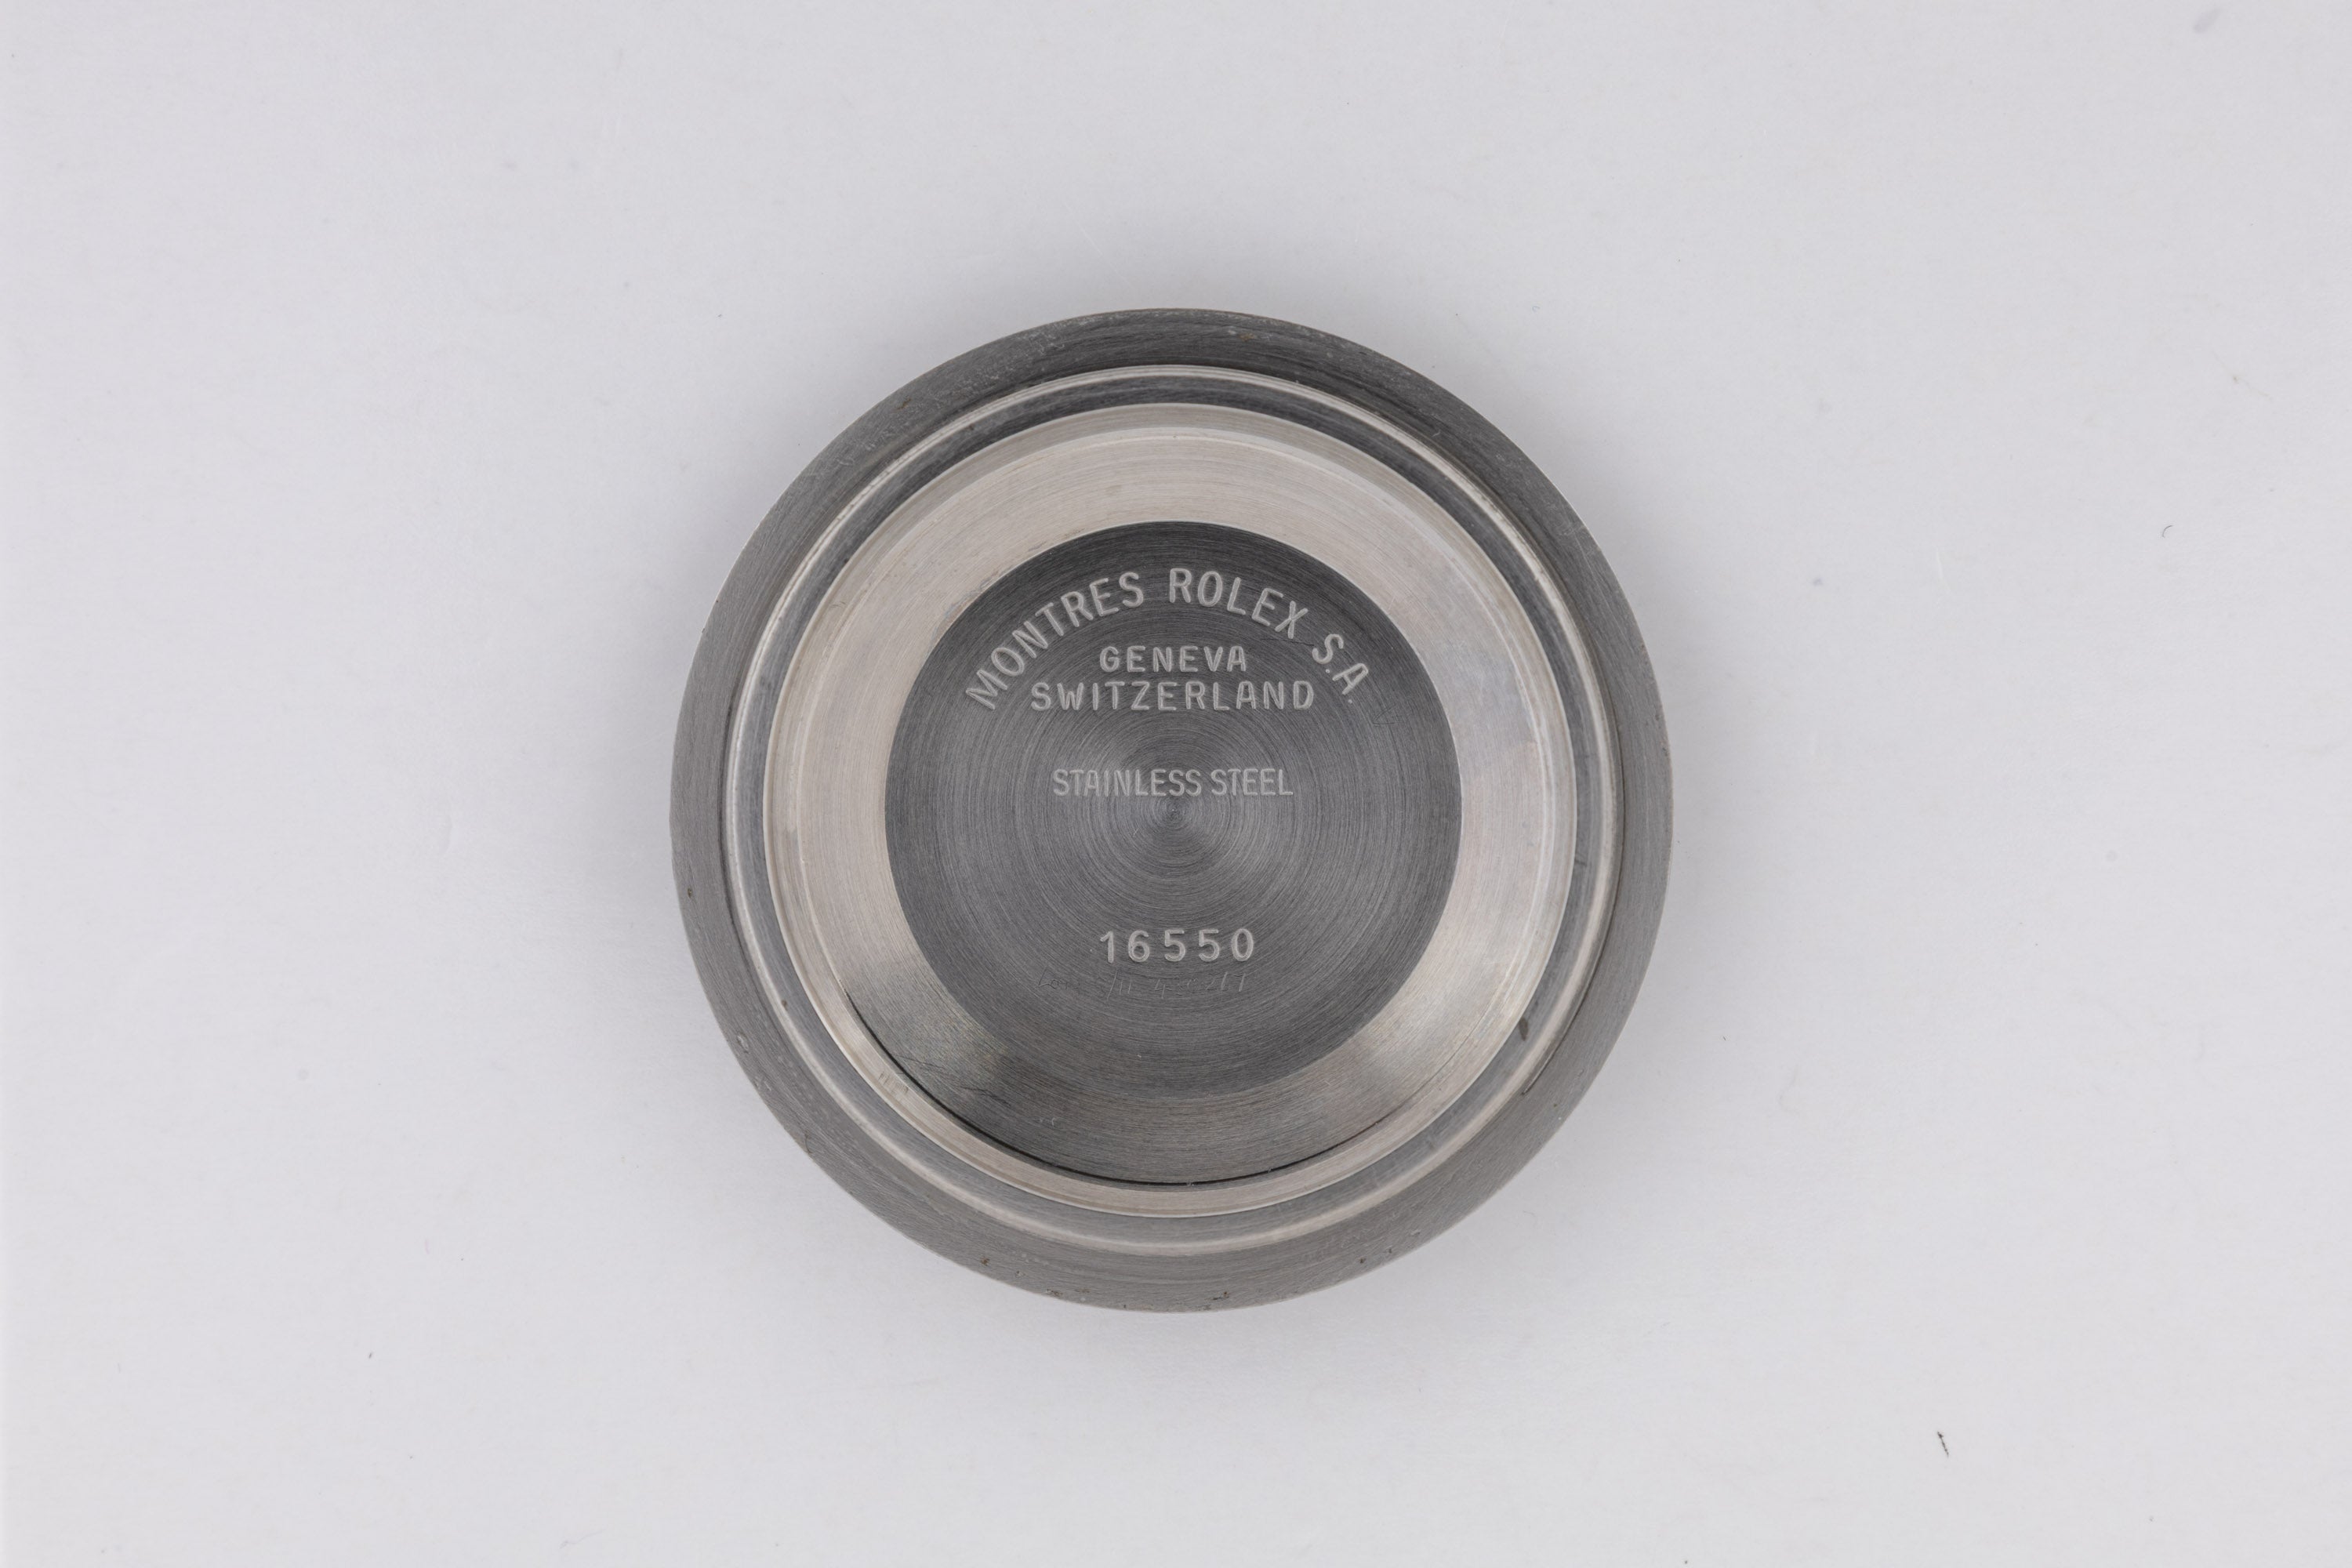 MONTRES ROLEX S.A.
GENEVA
SWITZERLAND
STAINLESS STEEL
16550